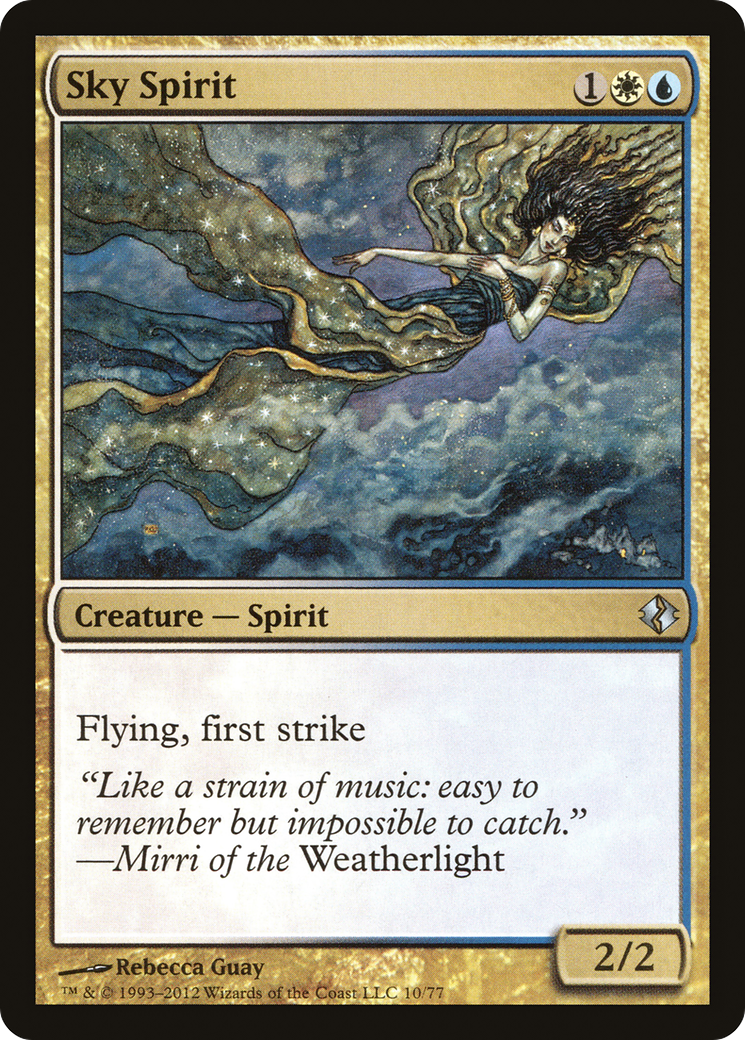 Sky Spirit 1
Creature — Spirit
Flying, first strike
“Like a strain of music: easy to
remember but impossible to catch.”
—Mirri of the Weatherlight
2/2
Rebecca Guay
™ & © 1993–2012 Wizards of the Coast LLC 10/77